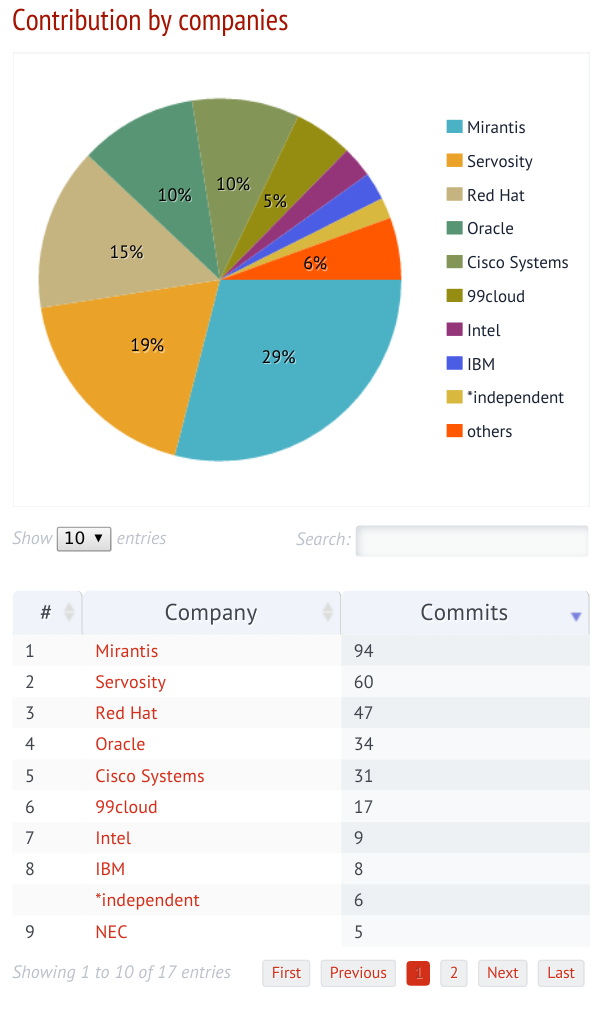 Contribution by companies
10%
10%
5%
15%
6%
19%
29%
Mirantis
Servosity
Red Hat
Oracle
Cisco Systems
99cloud
Intel
IBM
*independent
others
Show 10 ▼ entries Search:
# Company Commits
1 Mirantis 94
2 Servosity 60
3 Red Hat 47
4 Oracle 34
5 Cisco Systems 31
6 99cloud 17
7 Intel 9
8 IBM 8
*independent 6
9 NEC 5
Showing 1 to 10 of 17 entries First Previous 1 2 Next Last